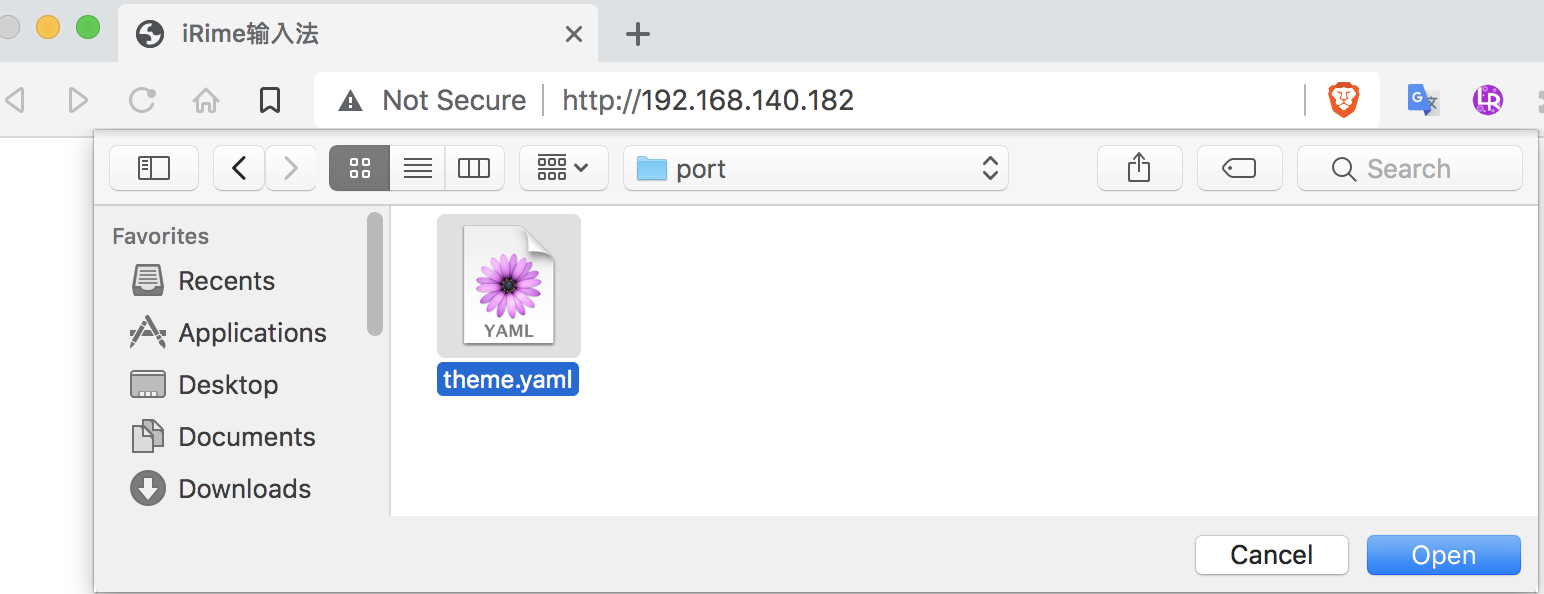 iRime输入法
Not Secure http://192.168.140.182
port
Search
Favorites
Recents
Applications
Desktop
Documents
Downloads
YAML
theme.yaml
Cancel
Open